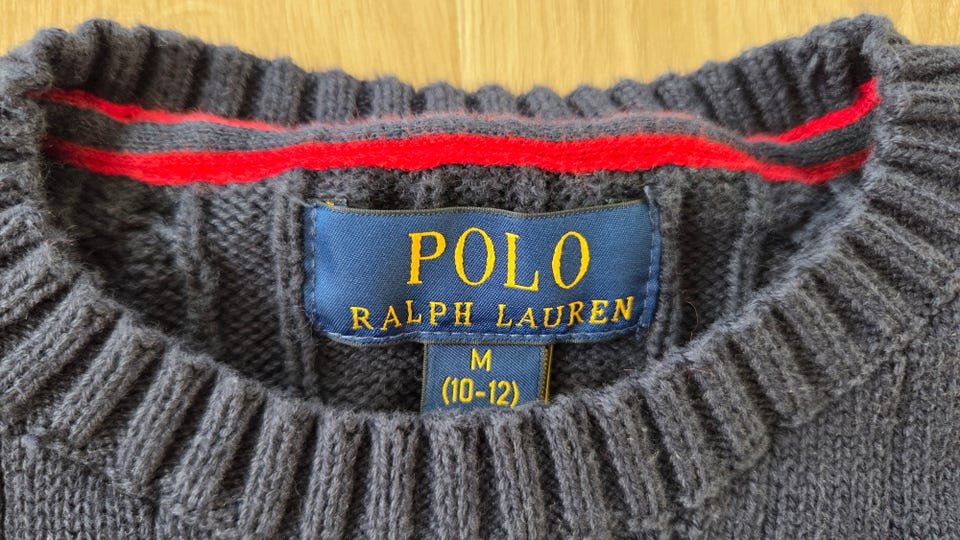 POLO
RALPH LAUREN
M
(10-12)